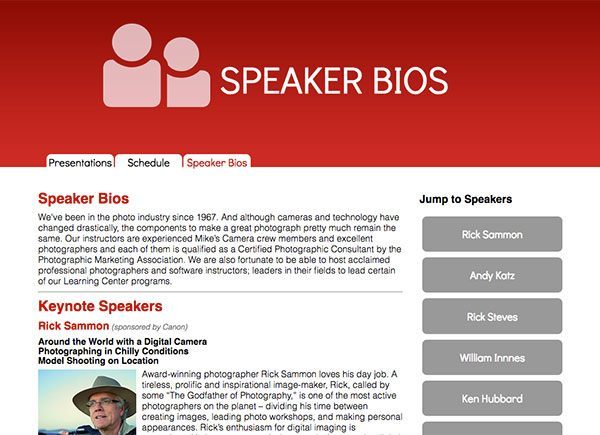 SPEAKER BIOS
Presentations
Schedule
Speaker Bios
Speaker Bios
We've been in the photo industry since 1967. And although cameras and technology have
changed drastically, the components to make a great photograph pretty much remain the
same. Our instructors are experienced Mike's Camera crew members and excellent
photographers and each of them is qualified as a Certified Photographic Consultant by the
Photographic Marketing Association. We are also fortunate to be able to host acclaimed
professional photographers and software instructors; leaders in their fields to lead certain
of our Learning Center programs.
Keynote Speakers
Rick Sammon (sponsored by Canon)
Around the World with a Digital Camera
Photographing in Chilly Conditions
Model Shooting on Location
Award-winning photographer Rick Sammon loves his day job. A
tireless, prolific and inspirational image-maker, Rick, called by
some "The Godfather of Photography," is one of the most active
photographers on the planet – dividing his time between
creating images, leading photo workshops, and making personal
appearances. Rick's enthusiasm for digital imaging is
Jump to Speakers
Rick Sammon
Andy Katz
Rick Steves
William Innnes
Ken Hubbard